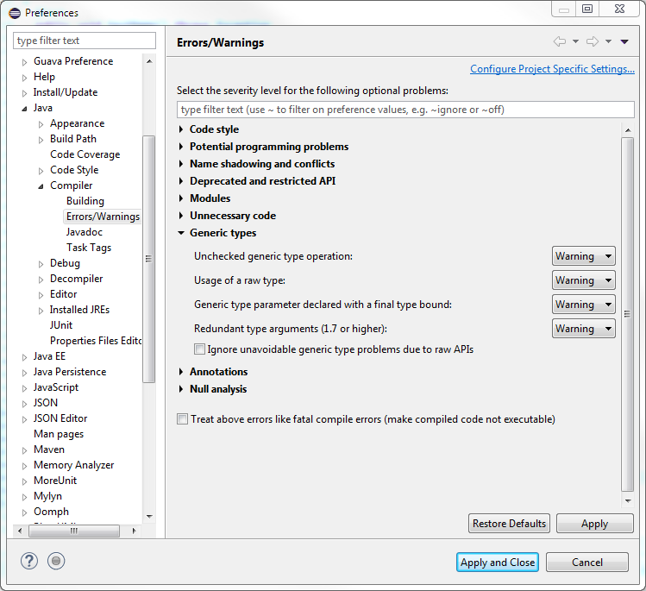 Preferences
type filter text
Guava Preference
Help
Install/Update
Java
Appearance
Build Path
Code Coverage
Code Style
Compiler
Building
Errors/Warnings
Javadoc
Task Tags
Debug
Decompiler
Editor
Installed JREs
JUnit
Properties Files Edito
Java EE
Java Persistence
JavaScript
JSON
JSON Editor
Man pages
Maven
Memory Analyzer
MoreUnit
Mylyn
Oomph
Errors/Warnings
Configure Project Specific Settings...
Select the severity level for the following optional problems:
type filter text (use ~ to filter on preference values, e.g. ~ignore or ~off)
Code style
Potential programming problems
Name shadowing and conflicts
Deprecated and restricted API
Modules
Unnecessary code
Generic types
Unchecked generic type operation: Warning
Usage of a raw type: Warning
Generic type parameter declared with a final type bound: Warning
Redundant type arguments (1.7 or higher): Warning
Ignore unavoidable generic type problems due to raw APIs
Annotations
Null analysis
Treat above errors like fatal compile errors (make compiled code not executable)
Restore Defaults Apply
Apply and Close Cancel